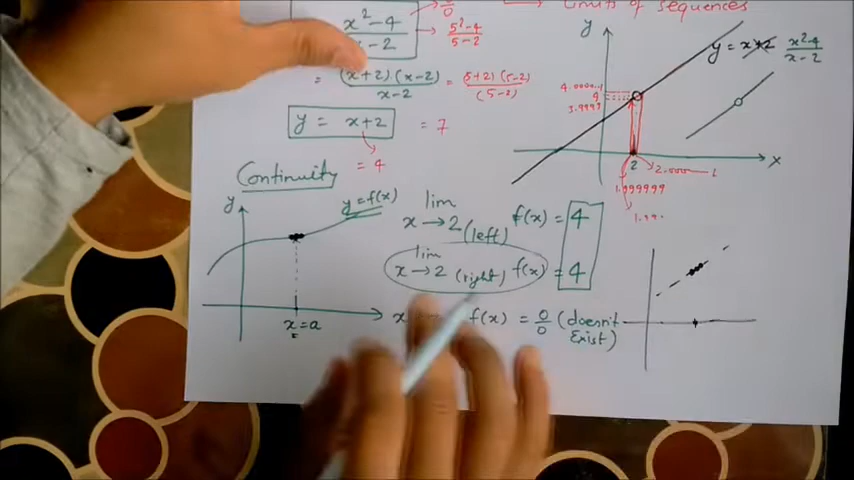 Limits of sequences
x²-4
x-2
0
5²-4
5-2
= (x+2)(x-2)
x-2
= (5+2)(5-2)
(5-2)
y = x+2
= 7
= 4
y
y = x+2
x²-4
x-2
4.0000..1
4
3.9999
x
2
2.000—1
1.999999
1.99.
Continuity
y
y=f(x)
x=a
lim
x→2 (left) f(x) = 4
lim
x→2 (right) f(x) = 4
f(x) = 0/0 (doesn't
Exist)